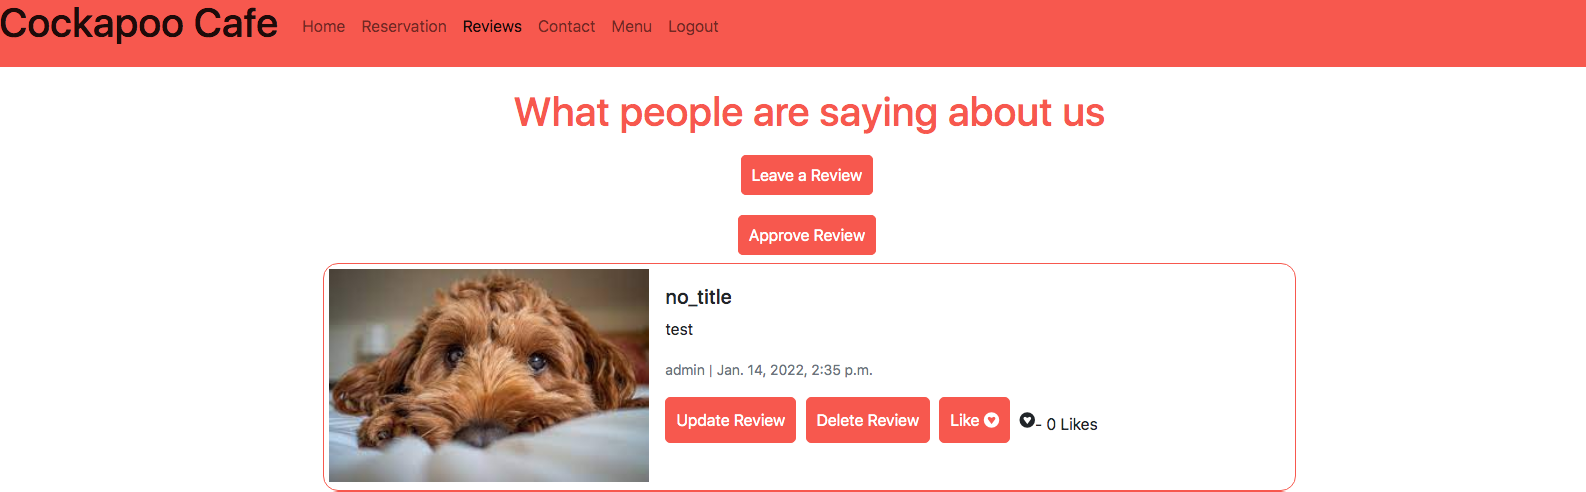 Cockapoo Cafe Home Reservation Reviews Contact Menu Logout
What people are saying about us
Leave a Review
Approve Review
no_title
test
admin | Jan. 14, 2022, 2:35 p.m.
Update Review Delete Review Like - 0 Likes